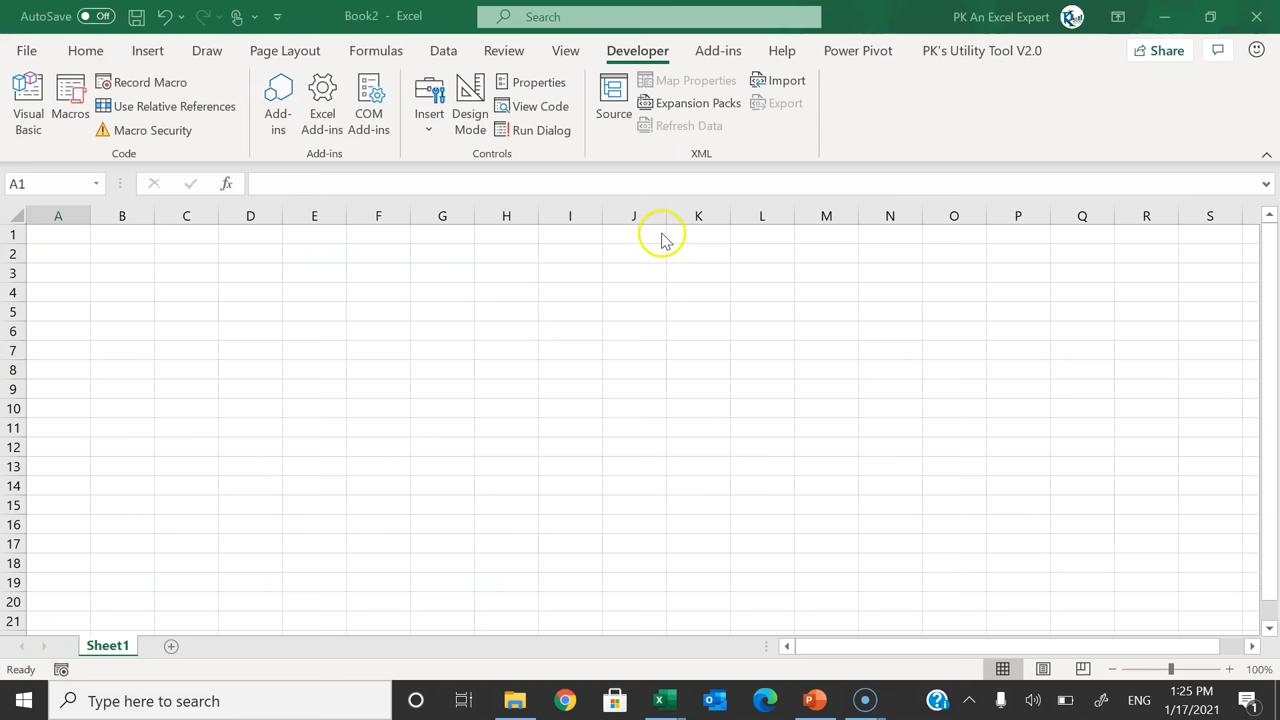 AutoSave Off Book2 - Excel Search PK An Excel Expert
File Home Insert Draw Page Layout Formulas Data Review View Developer Add-ins Help Power Pivot PK's Utility Tool V2.0 Share
Visual Basic Macros Record Macro Use Relative References Macro Security
Add-ins Excel Add-ins COM Add-ins
Insert Design Mode Properties View Code Run Dialog
Source Map Properties Expansion Packs Refresh Data Import Export
Code Add-ins Controls XML
A1 fx
A B C D E F G H I J K L M N O P Q R S
1
2
3
4
5
6
7
8
9
10
11
12
13
14
15
16
17
18
19
20
21
Sheet1
Ready 100%
Type here to search ENG 1:25 PM
1/17/2021 1